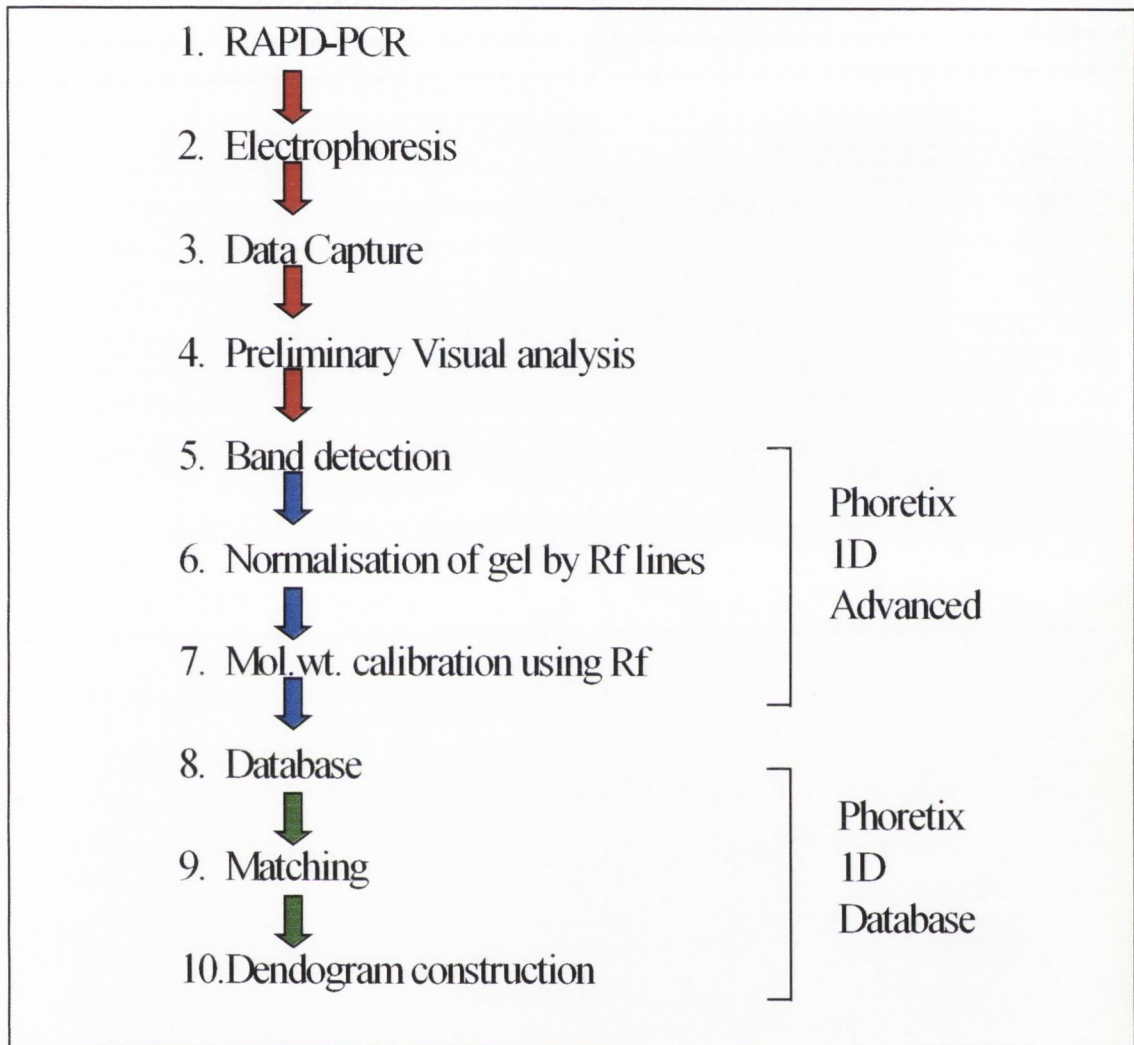 1. RAPD-PCR
2. Electrophoresis
3. Data Capture
4. Preliminary Visual analysis
5. Band detection
6. Normalisation of gel by Rf lines
7. Mol.wt. calibration using Rf
Phoretix
1D
Advanced
8. Database
9. Matching
10.Dendogram construction
Phoretix
1D
Database